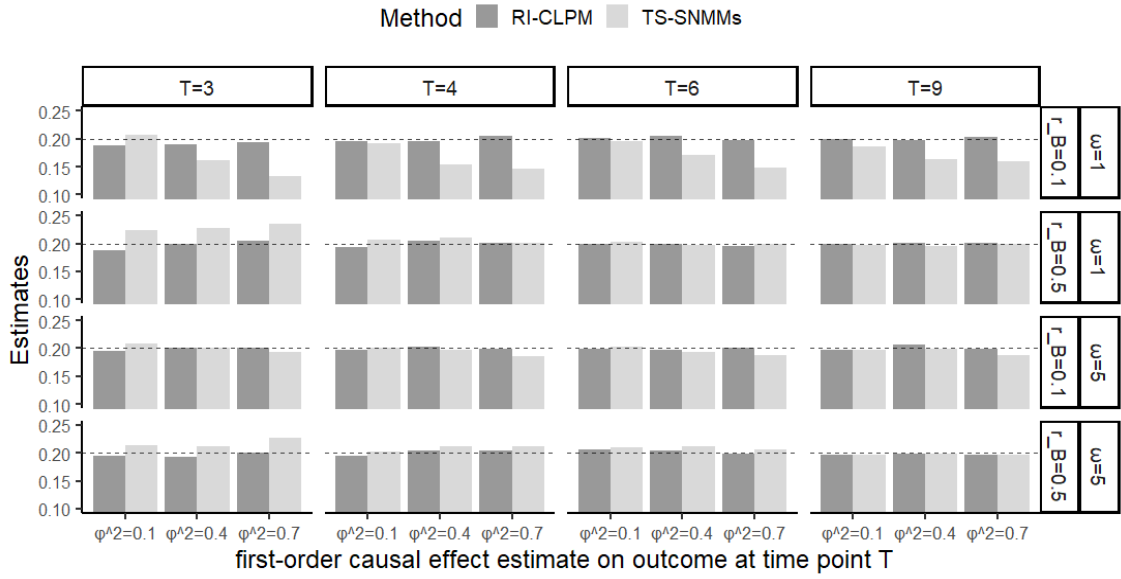 Method RI-CLPM TS-SNMMs
T=3 T=4 T=6 T=9
0.25
0.20
0.15
0.10
r_B=0.1 ω=1
0.25
0.20
0.15
0.10
r_B=0.5 ω=1
0.25
0.20
0.15
0.10
r_B=0.1 ω=5
0.25
0.20
0.15
0.10
r_B=0.5 ω=5
Estimates
φ^2=0.1 φ^2=0.4 φ^2=0.7 φ^2=0.1 φ^2=0.4 φ^2=0.7 φ^2=0.1 φ^2=0.4 φ^2=0.7 φ^2=0.1 φ^2=0.4 φ^2=0.7
first-order causal effect estimate on outcome at time point T